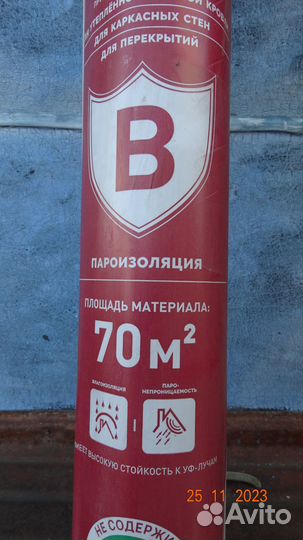 ДЛЯ КАРКАСНЫХ СТЕН
ДЛЯ ПЕРЕКРЫТИЙ
B
ПАРОИЗОЛЯЦИЯ
ПЛОЩАДЬ МАТЕРИАЛА:
70 м²
ВЛАГОИЗОЛЯЦИЯ
ПАРО-
НЕПРОНИЦАЕМОСТЬ
ВЫСОКУЮ СТОЙКОСТЬ К УФ-ЛУЧАМ
НЕ СОДЕРЖИ
25 11 2023
Avito